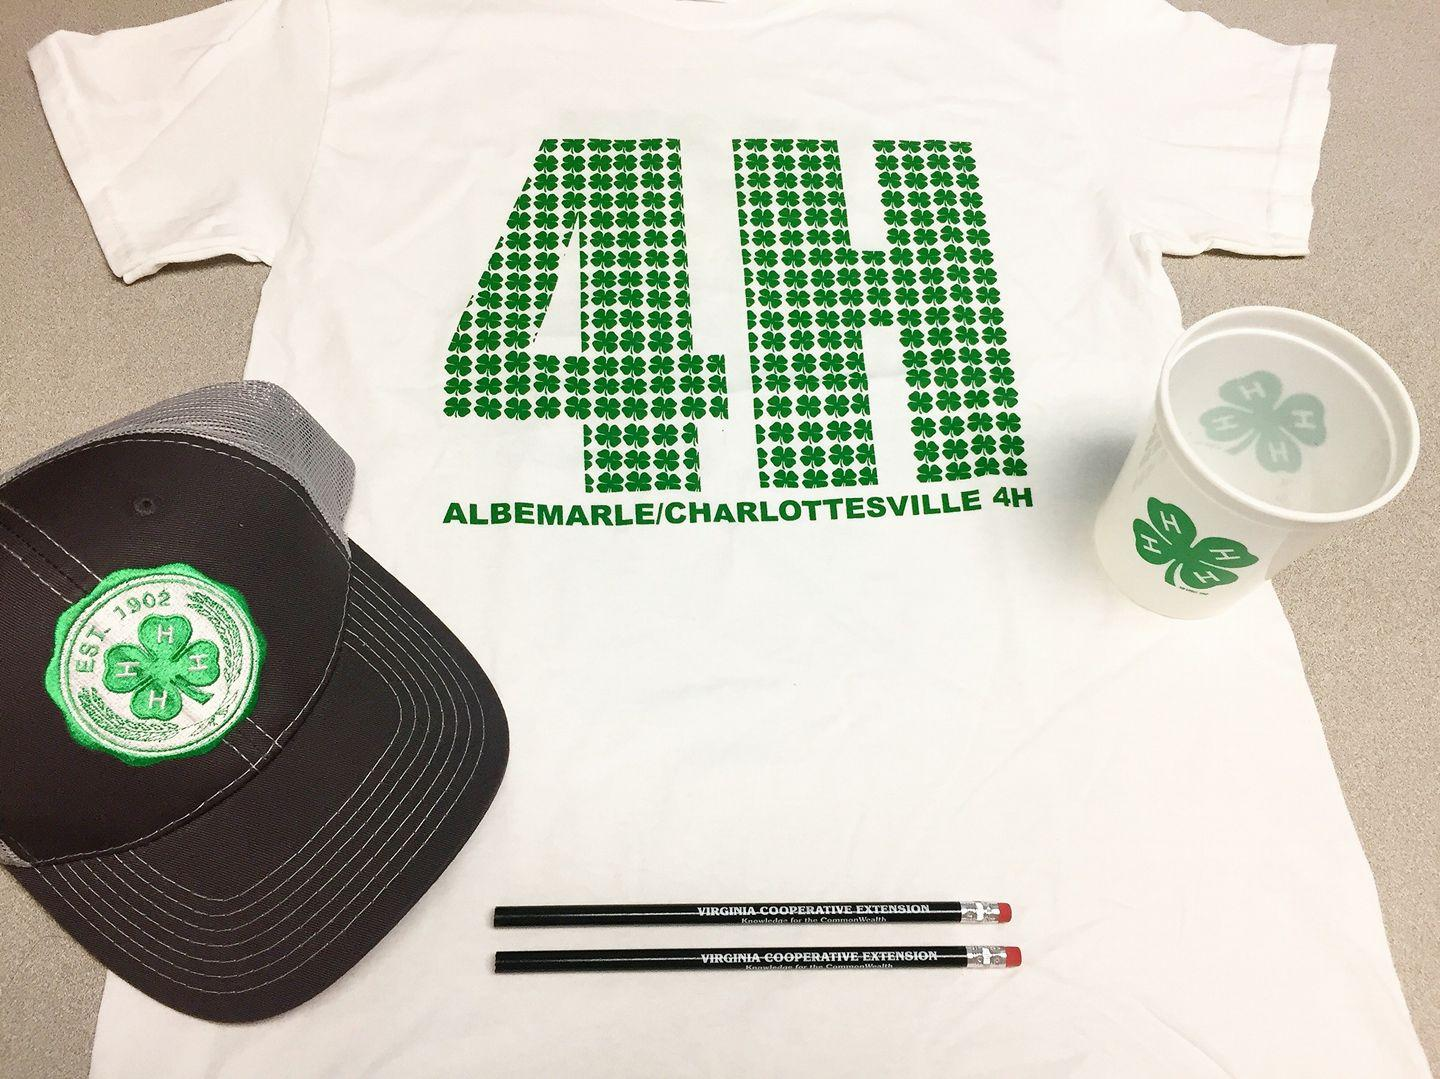 4H
ALBEMARLE/CHARLOTTESVILLE 4H
EST. 1902
H
H
H
H
H
H
H
H
H
H
H
H
VIRGINIA COOPERATIVE EXTENSION
Knowledge for the CommonWealth
VIRGINIA COOPERATIVE EXTENSION
Knowledge for the CommonWealth